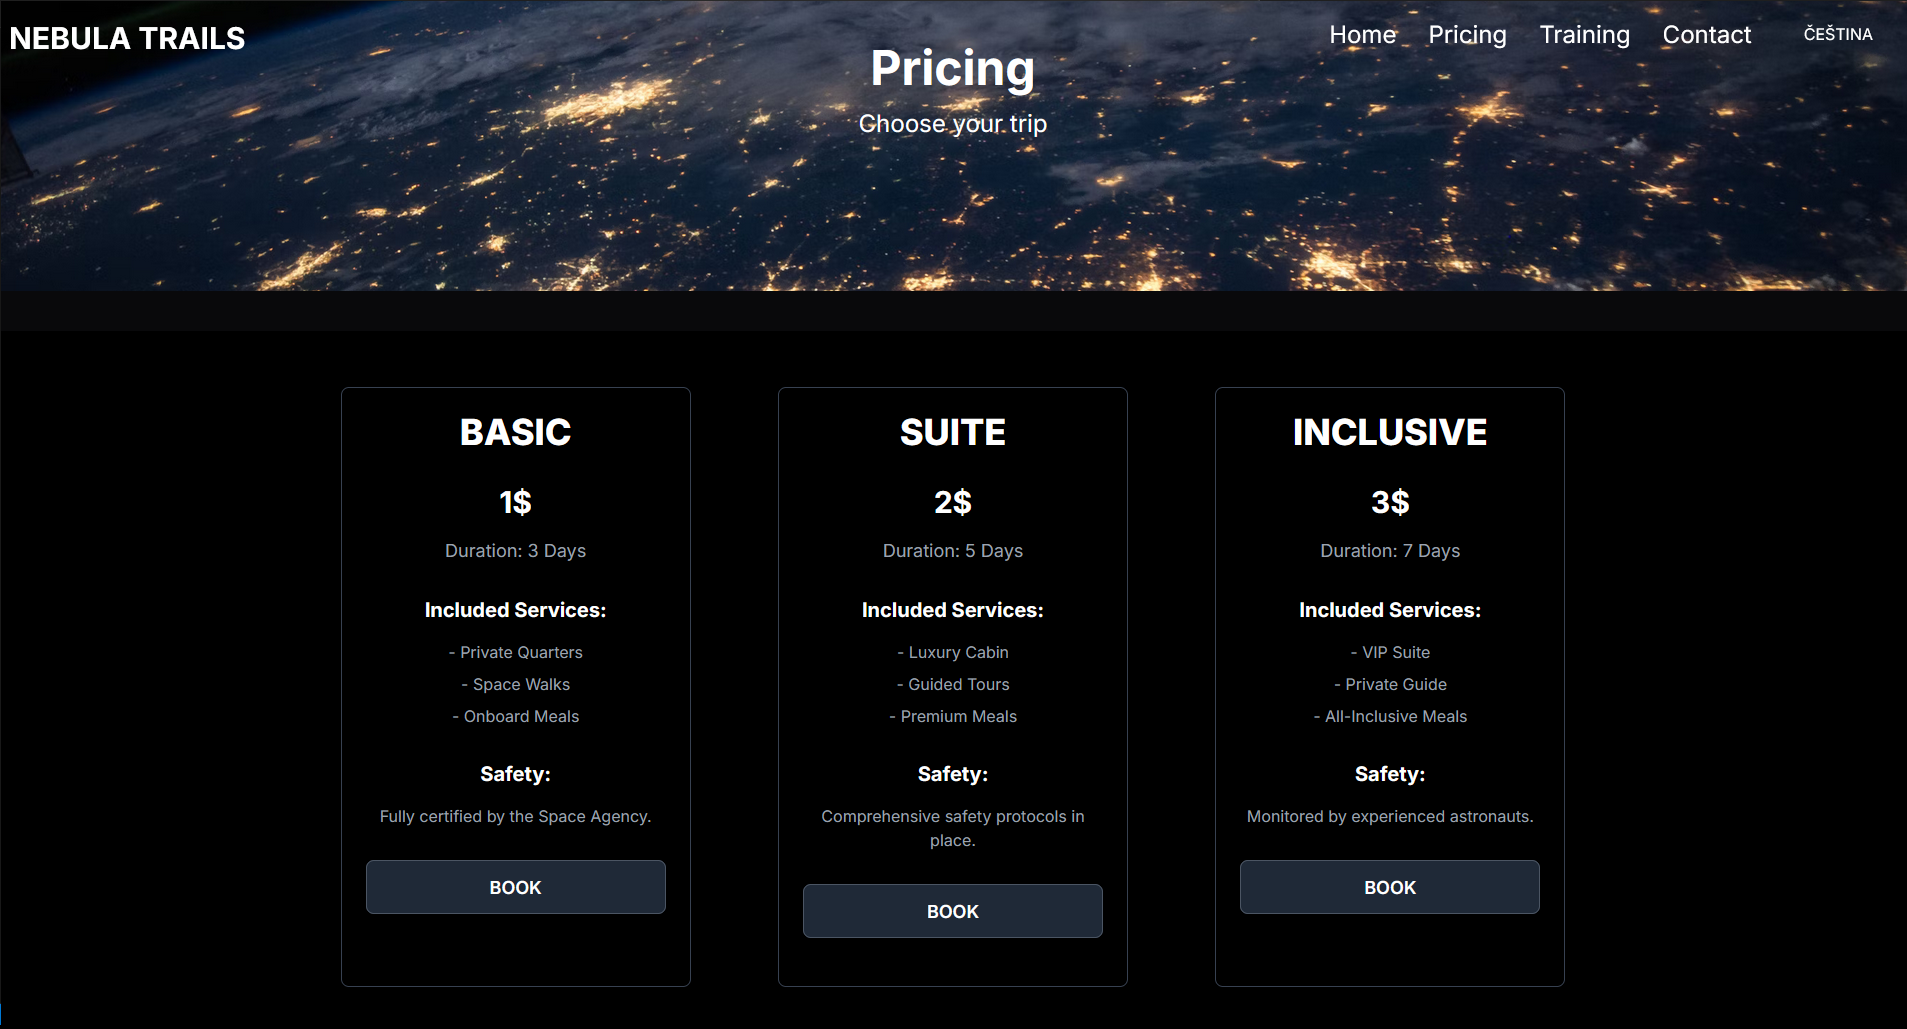 NEBULA TRAILS
Home Pricing Training Contact ČEŠTINA
Pricing
Choose your trip
BASIC
1$
Duration: 3 Days
Included Services:
- Private Quarters
- Space Walks
- Onboard Meals
Safety:
Fully certified by the Space Agency.
BOOK
SUITE
2$
Duration: 5 Days
Included Services:
- Luxury Cabin
- Guided Tours
- Premium Meals
Safety:
Comprehensive safety protocols in
place.
BOOK
INCLUSIVE
3$
Duration: 7 Days
Included Services:
- VIP Suite
- Private Guide
- All-Inclusive Meals
Safety:
Monitored by experienced astronauts.
BOOK